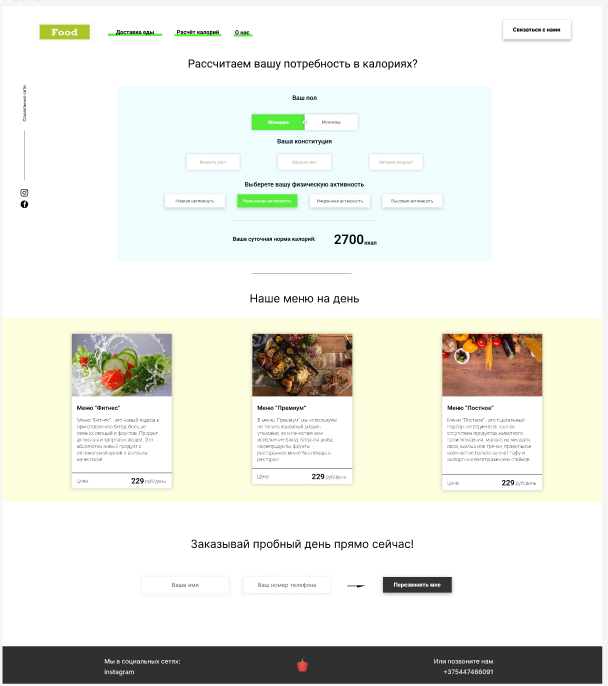 Food
Доставка еды
Расчёт калорий
О нас
Связаться с нами
Рассчитаем вашу потребность в калориях?
Социальные сети
Ваш пол
Женщина
Мужчина
Ваша конституция
Введите рост
Введите вес
Введите возраст
Выберете вашу физическую активность
Низкая активность
Умеренная активность
Высокая активность
Ваша суточная норма калорий:
2700 ккал
Наше меню на день
Меню "Фитнес"
Меню "Фитнес" - это новый подход к
приготовлению блюд: больше
свежих овощей и фруктов. Продукт
активных и здоровых людей. Это
абсолютно новый продукт с
оптимальной ценой и высоким
качеством!
Цена:
229 руб/день
Меню "Премиум"
В меню "Премиум" мы используем
не только красивый дизайн
упаковки, но и качественное
исполнение блюд. Красная рыба,
морепродукты, фрукты -
ресторанное меню без похода в
ресторан!
Цена:
229 руб/день
Меню "Постное"
Меню "Постное" - это тщательный
подбор ингредиентов: полное
отсутствие продуктов животного
происхождения, молоко из миндаля,
овса, кокоса или гречки, правильное
количество белков за счет тофу и
импортных вегетарианских стейков.
Цена:
229 руб/день
Заказывай пробный день прямо сейчас!
Ваше имя
Ваш номер телефона
Перезвонить мне
Мы в социальных сетях:
instagram
Или позвоните нам
+375447466091